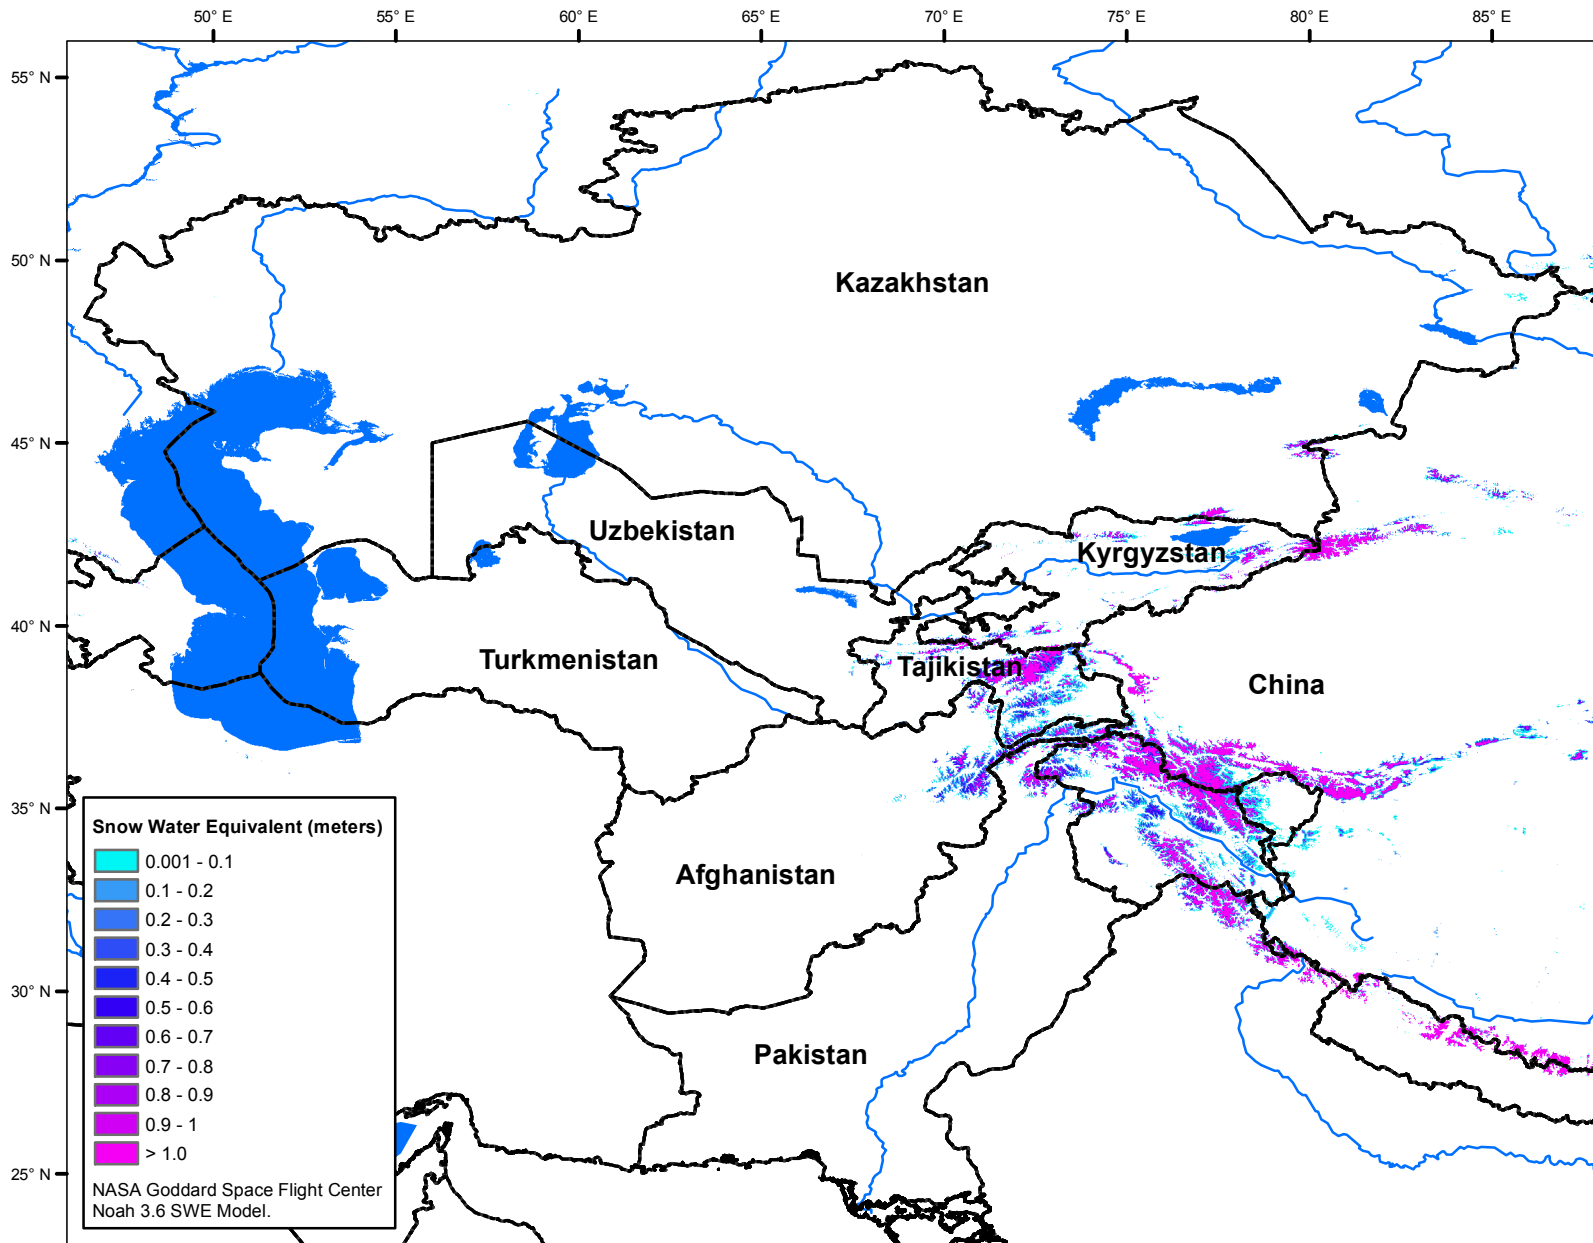 50° E
55° E
60° E
65° E
70° E
75° E
80° E
85° E
55° N
50° N
45° N
40° N
35° N
30° N
25° N
Kazakhstan
Uzbekistan
Kyrgyzstan
Turkmenistan
Tajikistan
China
Afghanistan
Pakistan
Snow Water Equivalent (meters)
0.001 - 0.1
0.1 - 0.2
0.2 - 0.3
0.3 - 0.4
0.4 - 0.5
0.5 - 0.6
0.6 - 0.7
0.7 - 0.8
0.8 - 0.9
0.9 - 1
> 1.0
NASA Goddard Space Flight Center
Noah 3.6 SWE Model.